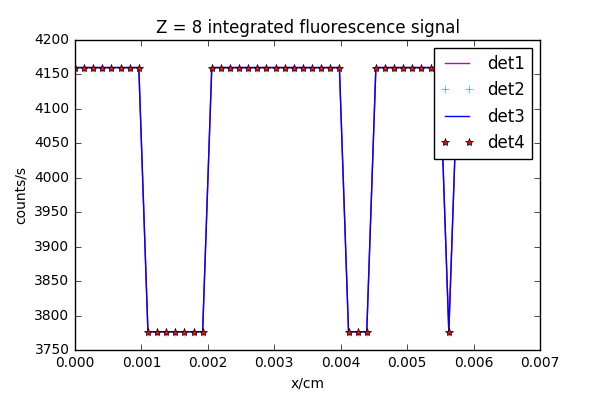 Z = 8 integrated fluorescence signal
4200
4150
4100
4050
4000
3950
3900
3850
3800
3750
counts/s
det1
det2
det3
det4
0.000 0.001 0.002 0.003 0.004 0.005 0.006 0.007
x/cm